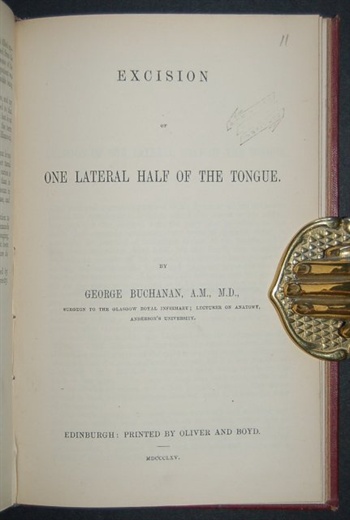 11
EXCISION
OF
ONE LATERAL HALF OF THE TONGUE.
BY
GEORGE BUCHANAN, A.M., M.D.,
SURGEON TO THE GLASGOW ROYAL INFIRMARY; LECTURER ON ANATOMY,
ANDERSON'S UNIVERSITY.
EDINBURGH: PRINTED BY OLIVER AND BOYD.
MDCCCLXV.